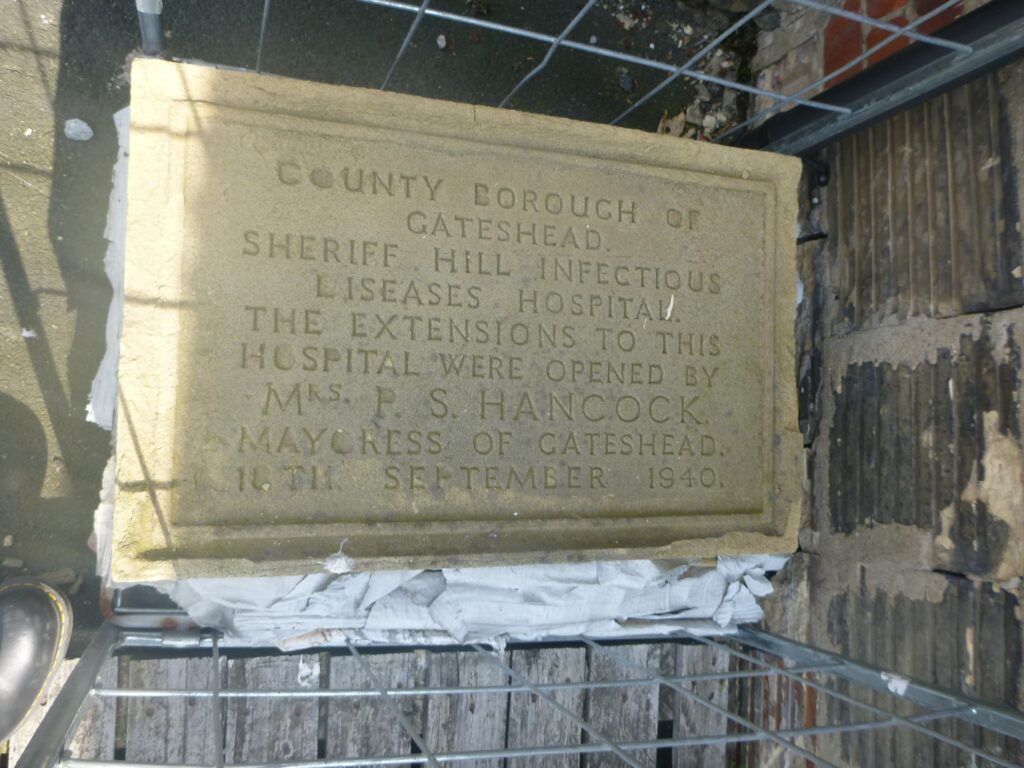 COUNTY BOROUGH OF
GATESHEAD.
SHERIFF HILL INFECTIOUS
DISEASES HOSPITAL.
THE EXTENSIONS TO THIS
HOSPITAL WERE OPENED BY
MRS. P. S. HANCOCK.
MAYORESS OF GATESHEAD.
SEPTEMBER 1940.